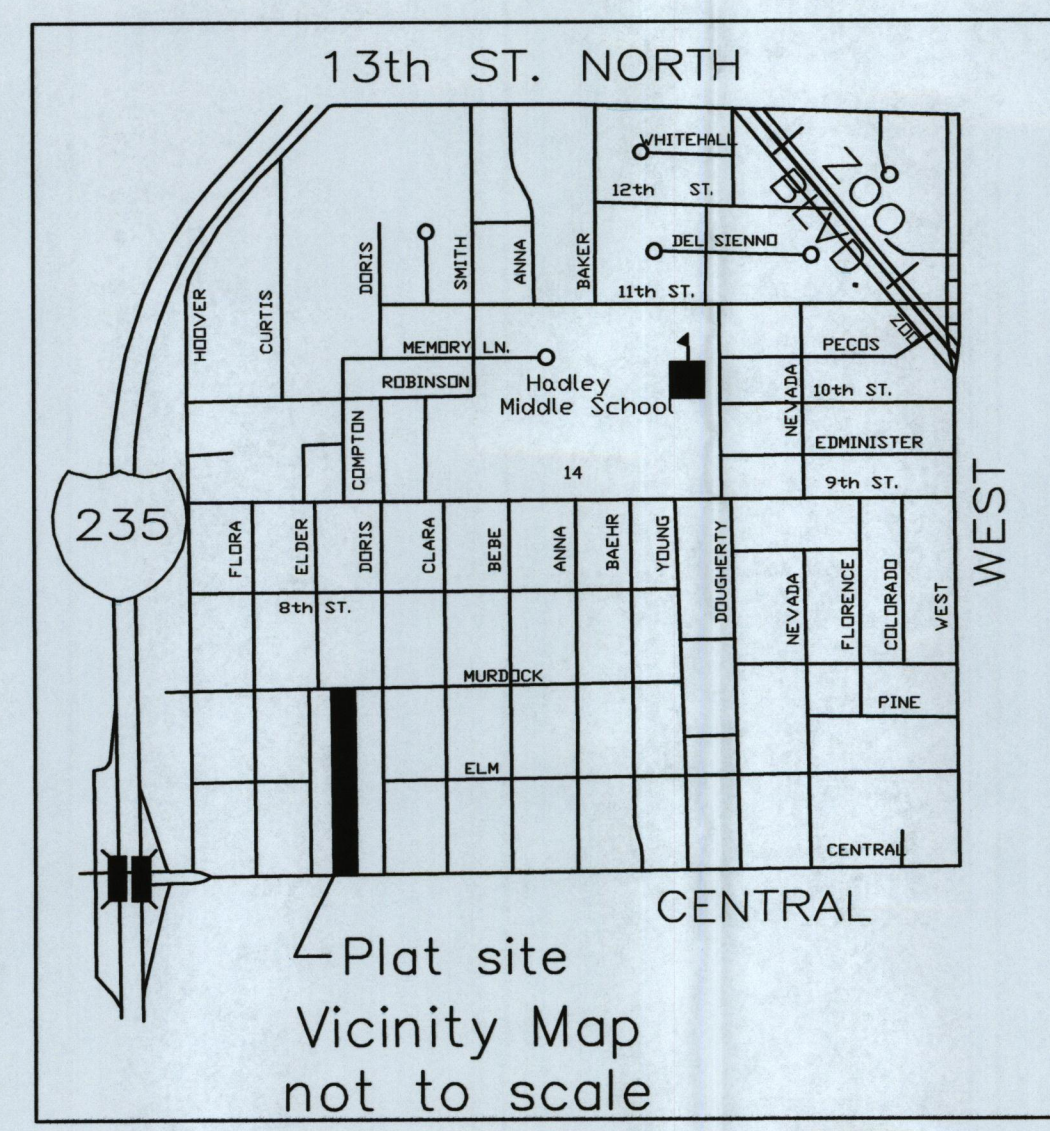 13th ST. NORTH
WHITEHALL
12th ST.
ZOO
BLVD.
DEL SIENNO
DORIS
SMITH
ANNA
BAKER
11th ST.
HOOVER
CURTIS
ZOO
MEMORY LN.
PECOS
ROBINSON
Hadley
Middle School
NEVADA
10th ST.
COMPTON
EDMINISTER
14
9th ST.
WEST
235
FLORA
ELDER
DORIS
CLARA
BEBE
ANNA
BAEHR
YOUNG
DOUGHERTY
NEVADA
FLORENCE
COLORADO
WEST
8th ST.
MURDOCK
PINE
ELM
CENTRAL
CENTRAL
Plat site
Vicinity Map
not to scale